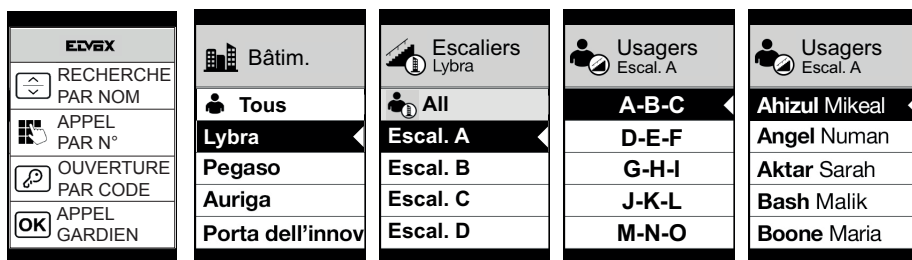 ELVOX
RECHERCHE
PAR NOM
APPEL
PAR N°
OUVERTURE
PAR CODE
OK APPEL
GARDIEN
Bâtim.
Tous
Lybra
Pegaso
Auriga
Porta dell'innov
Escaliers
Lybra
All
Escal. A
Escal. B
Escal. C
Escal. D
Usagers
Escal. A
A-B-C
D-E-F
G-H-I
J-K-L
M-N-O
Usagers
Escal. A
Ahizul Mikeal
Angel Numan
Aktar Sarah
Bash Malik
Boone Maria